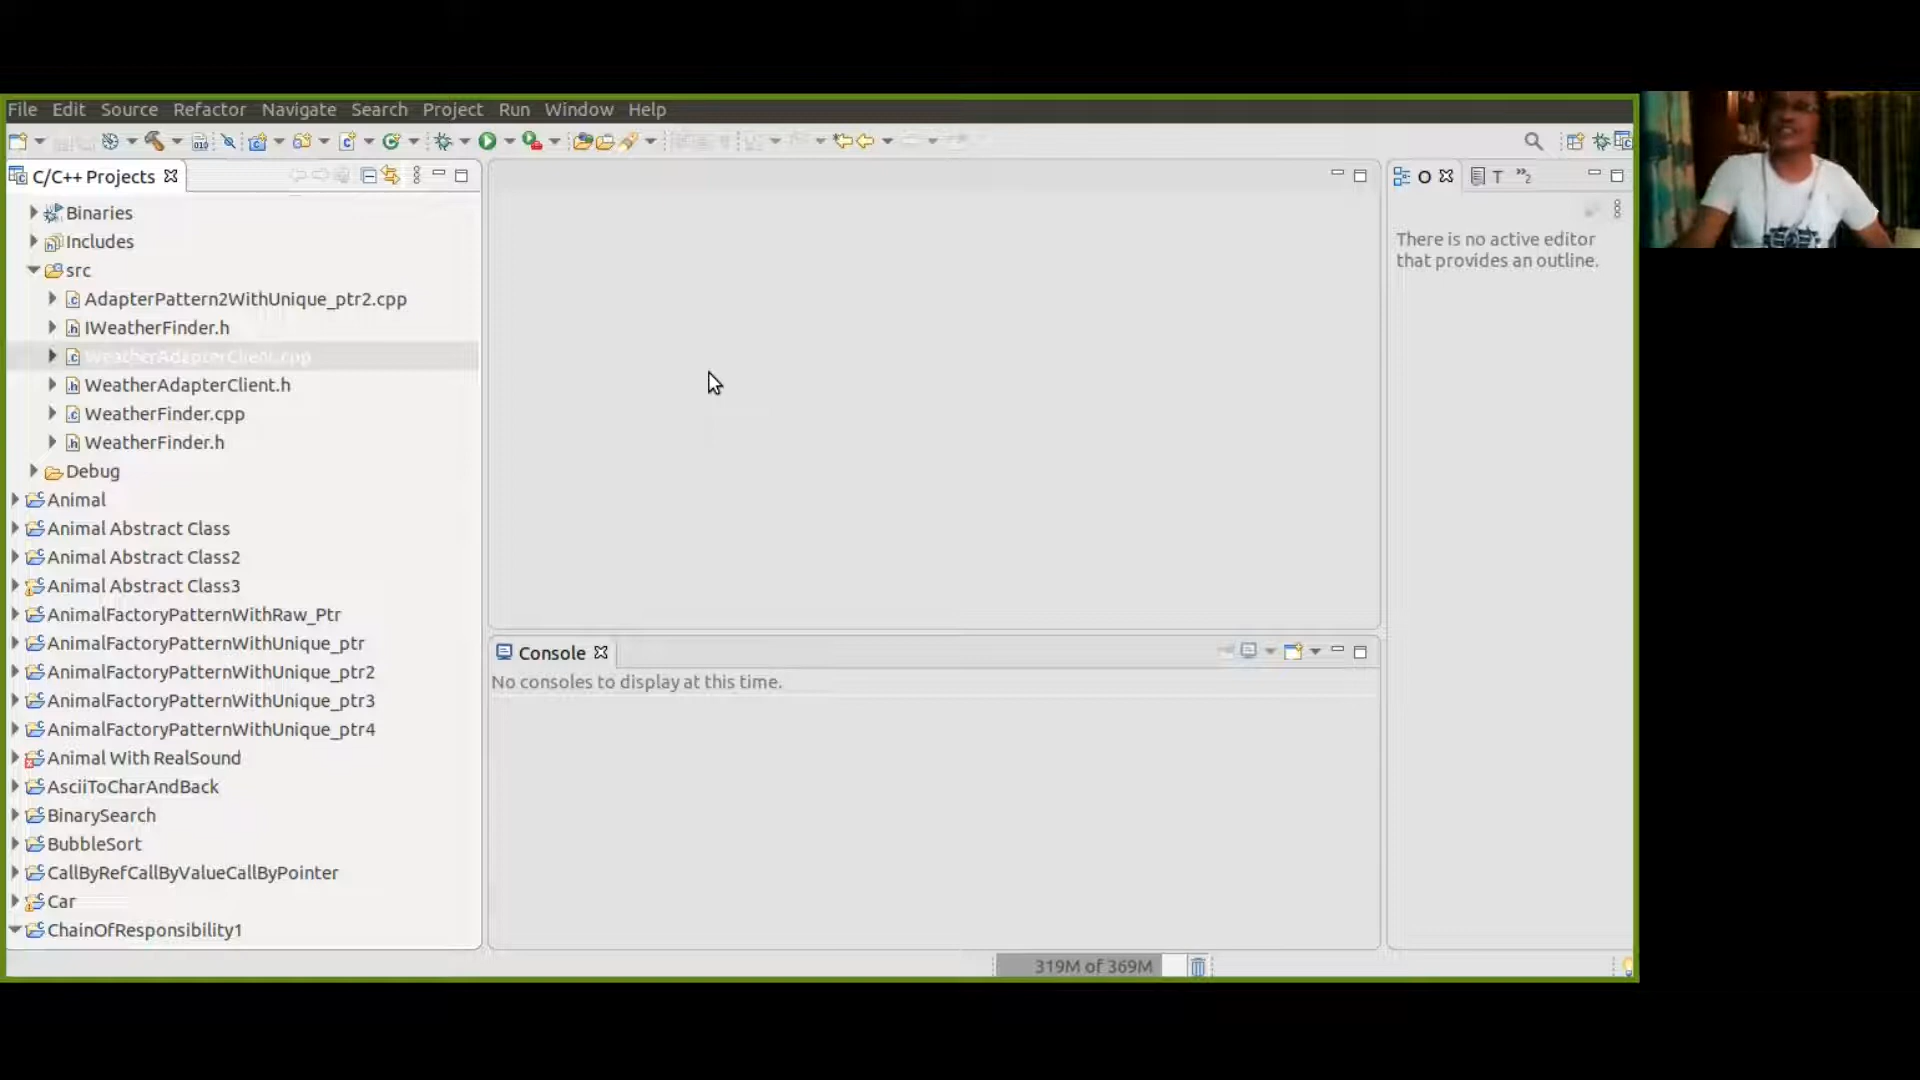 File Edit Source Refactor Navigate Search Project Run Window Help
C/C++ Projects
O
T
2
Binaries
Includes
src
AdapterPattern2WithUnique_ptr2.cpp
IWeatherFinder.h
WeatherAdapterClient.cpp
WeatherAdapterClient.h
WeatherFinder.cpp
WeatherFinder.h
Debug
Animal
Animal Abstract Class
Animal Abstract Class2
Animal Abstract Class3
AnimalFactoryPatternWithRaw_Ptr
AnimalFactoryPatternWithUnique_ptr
AnimalFactoryPatternWithUnique_ptr2
AnimalFactoryPatternWithUnique_ptr3
AnimalFactoryPatternWithUnique_ptr4
Animal With RealSound
AsciiToCharAndBack
BinarySearch
BubbleSort
CallByRefCallByValueCallByPointer
Car
ChainOfResponsibility1
There is no active editor
that provides an outline.
Console
No consoles to display at this time.
319M of 369M